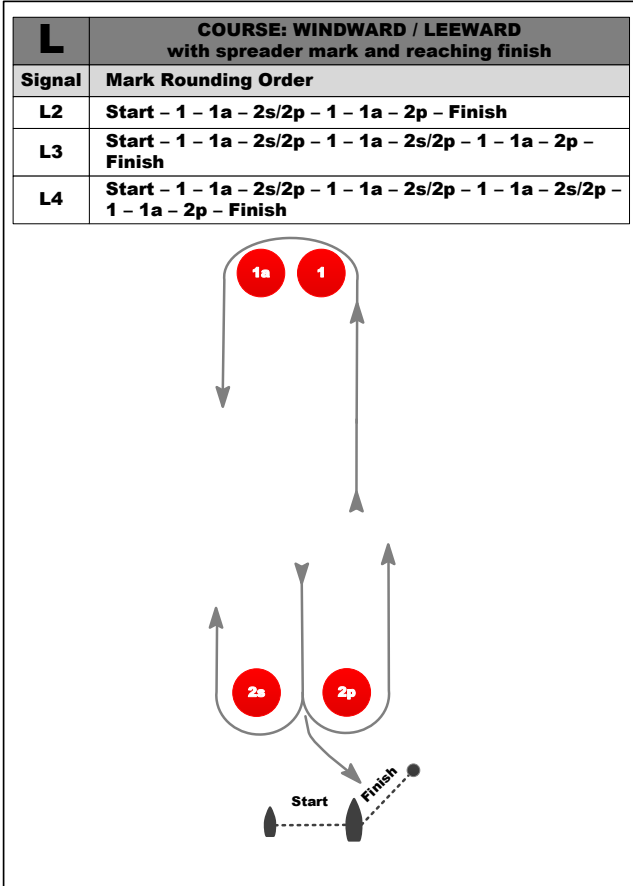 L
COURSE: WINDWARD / LEEWARD
with spreader mark and reaching finish
Signal
Mark Rounding Order
L2
Start – 1 – 1a – 2s/2p – 1 – 1a – 2p – Finish
L3
Start – 1 – 1a – 2s/2p – 1 – 1a – 2s/2p – 1 – 1a – 2p –
Finish
L4
Start – 1 – 1a – 2s/2p – 1 – 1a – 2s/2p – 1 – 1a – 2s/2p –
1 – 1a – 2p – Finish
1a
1
2s
2p
Start
Finish